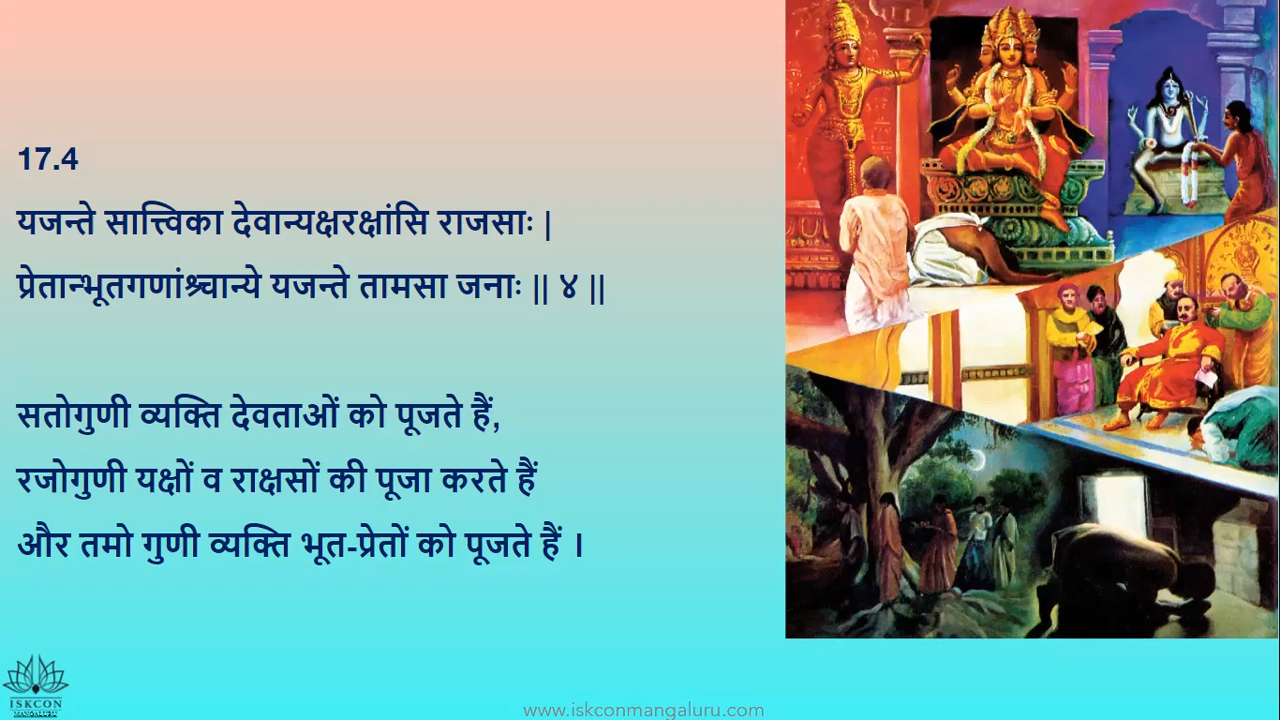 17.4
यजन्ते सात्त्विका देवान्यक्षरक्षांसि राजसाः |
प्रेतान्भूतगणांश्र्चान्ये यजन्ते तामसा जनाः || ४ ||
सतोगुणी व्यक्ति देवताओं को पूजते हैं,
रजोगुणी यक्षों व राक्षसों की पूजा करते हैं
और तमो गुणी व्यक्ति भूत-प्रेतों को पूजते हैं ।
ISKCON
MANGALURU
www.iskconmangaluru.com